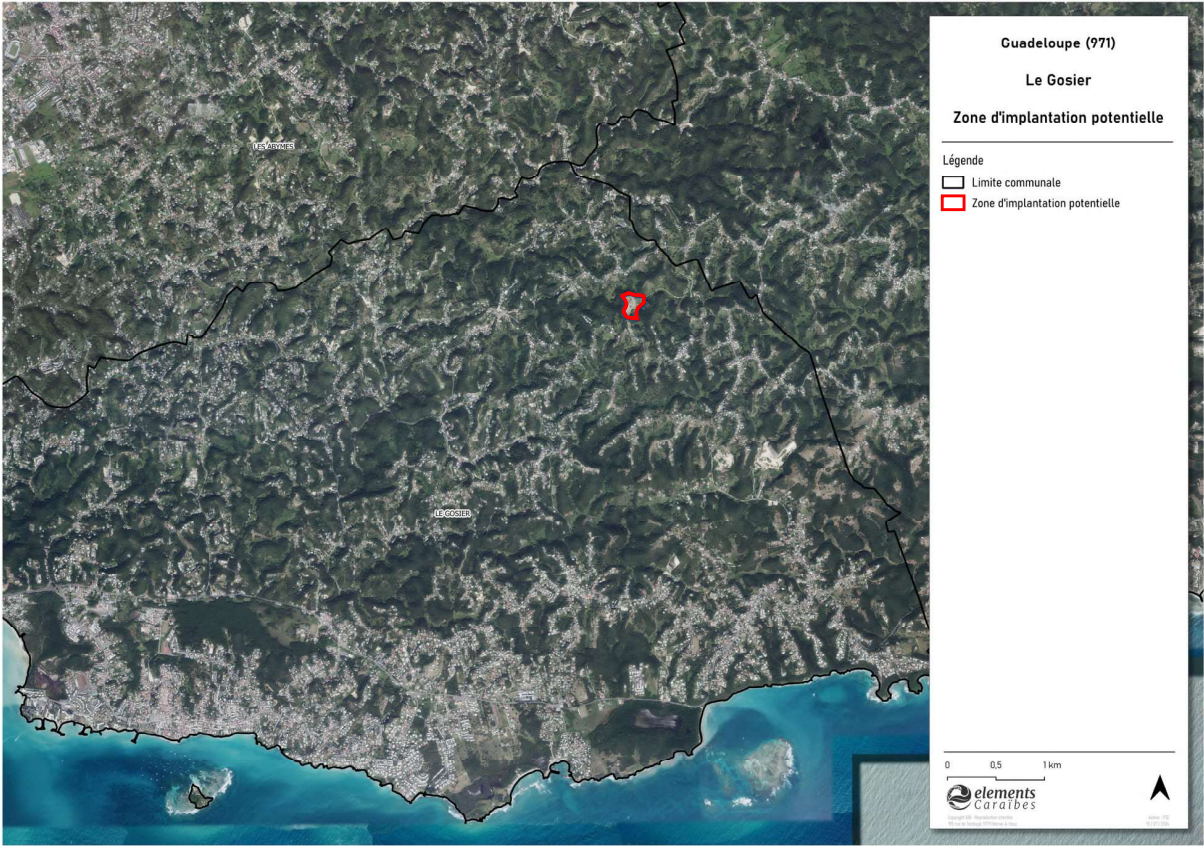 LES ABYMES
LE GOSIER
Guadeloupe (971)
Le Gosier
Zone d'implantation potentielle
Légende
Limite communale
Zone d'implantation potentielle
0 0,5 1 km
elements
Caraïbes